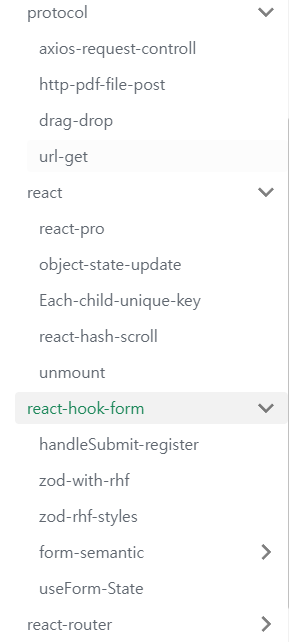 protocol
axios-request-controll
http-pdf-file-post
drag-drop
url-get
react
react-pro
object-state-update
Each-child-unique-key
react-hash-scroll
unmount
react-hook-form
handleSubmit-register
zod-with-rhf
zod-rhf-styles
form-semantic
useForm-State
react-router